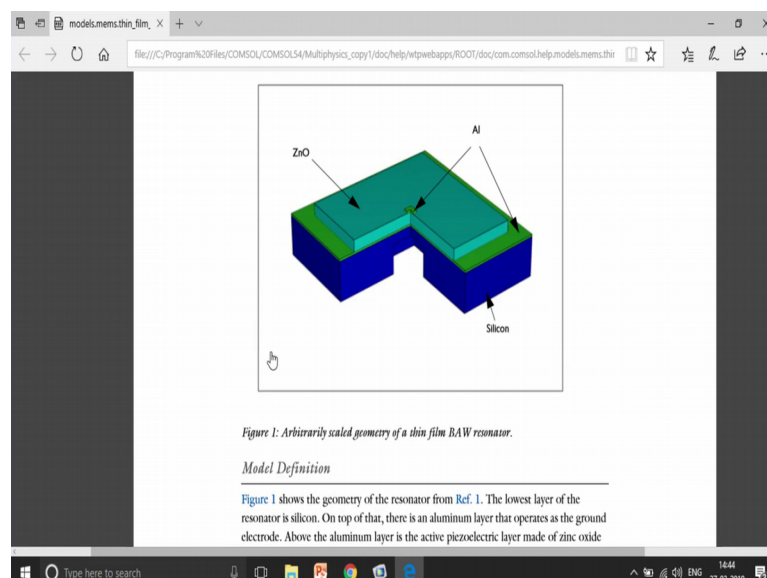 models.mems.thin_film_
file:///C:/Program%20Files/COMSOL/COMSOL54/Multiphysics_copy1/doc/help/wtpwebapps/ROOT/doc/com.comsol.help.models.mems.thir
Al
ZnO
Silicon
Figure 1: Arbitrarily scaled geometry of a thin film BAW resonator.
Model Definition
Figure 1 shows the geometry of the resonator from Ref. 1. The lowest layer of the
resonator is silicon. On top of that, there is an aluminum layer that operates as the ground
electrode. Above the aluminum layer is the active piezoelectric layer made of zinc oxide
Type here to search
ENG
14:44